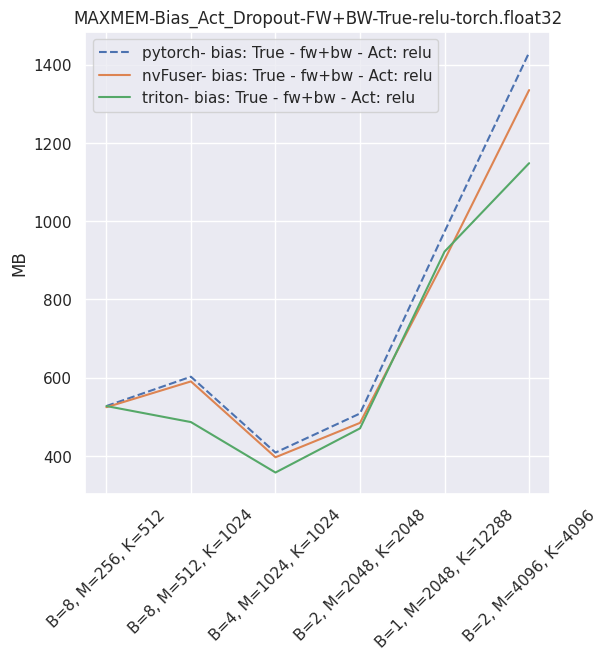 MAXMEM-Bias_Act_Dropout-FW+BW-True-relu-torch.float32
pytorch- bias: True - fw+bw - Act: relu
nvFuser- bias: True - fw+bw - Act: relu
triton- bias: True - fw+bw - Act: relu
1400
1200
1000
800
600
400
MB
B=8, M=256, K=512
B=8, M=512, K=1024
B=4, M=1024, K=1024
B=2, M=2048, K=2048
B=1, M=2048, K=12288
B=2, M=4096, K=4096